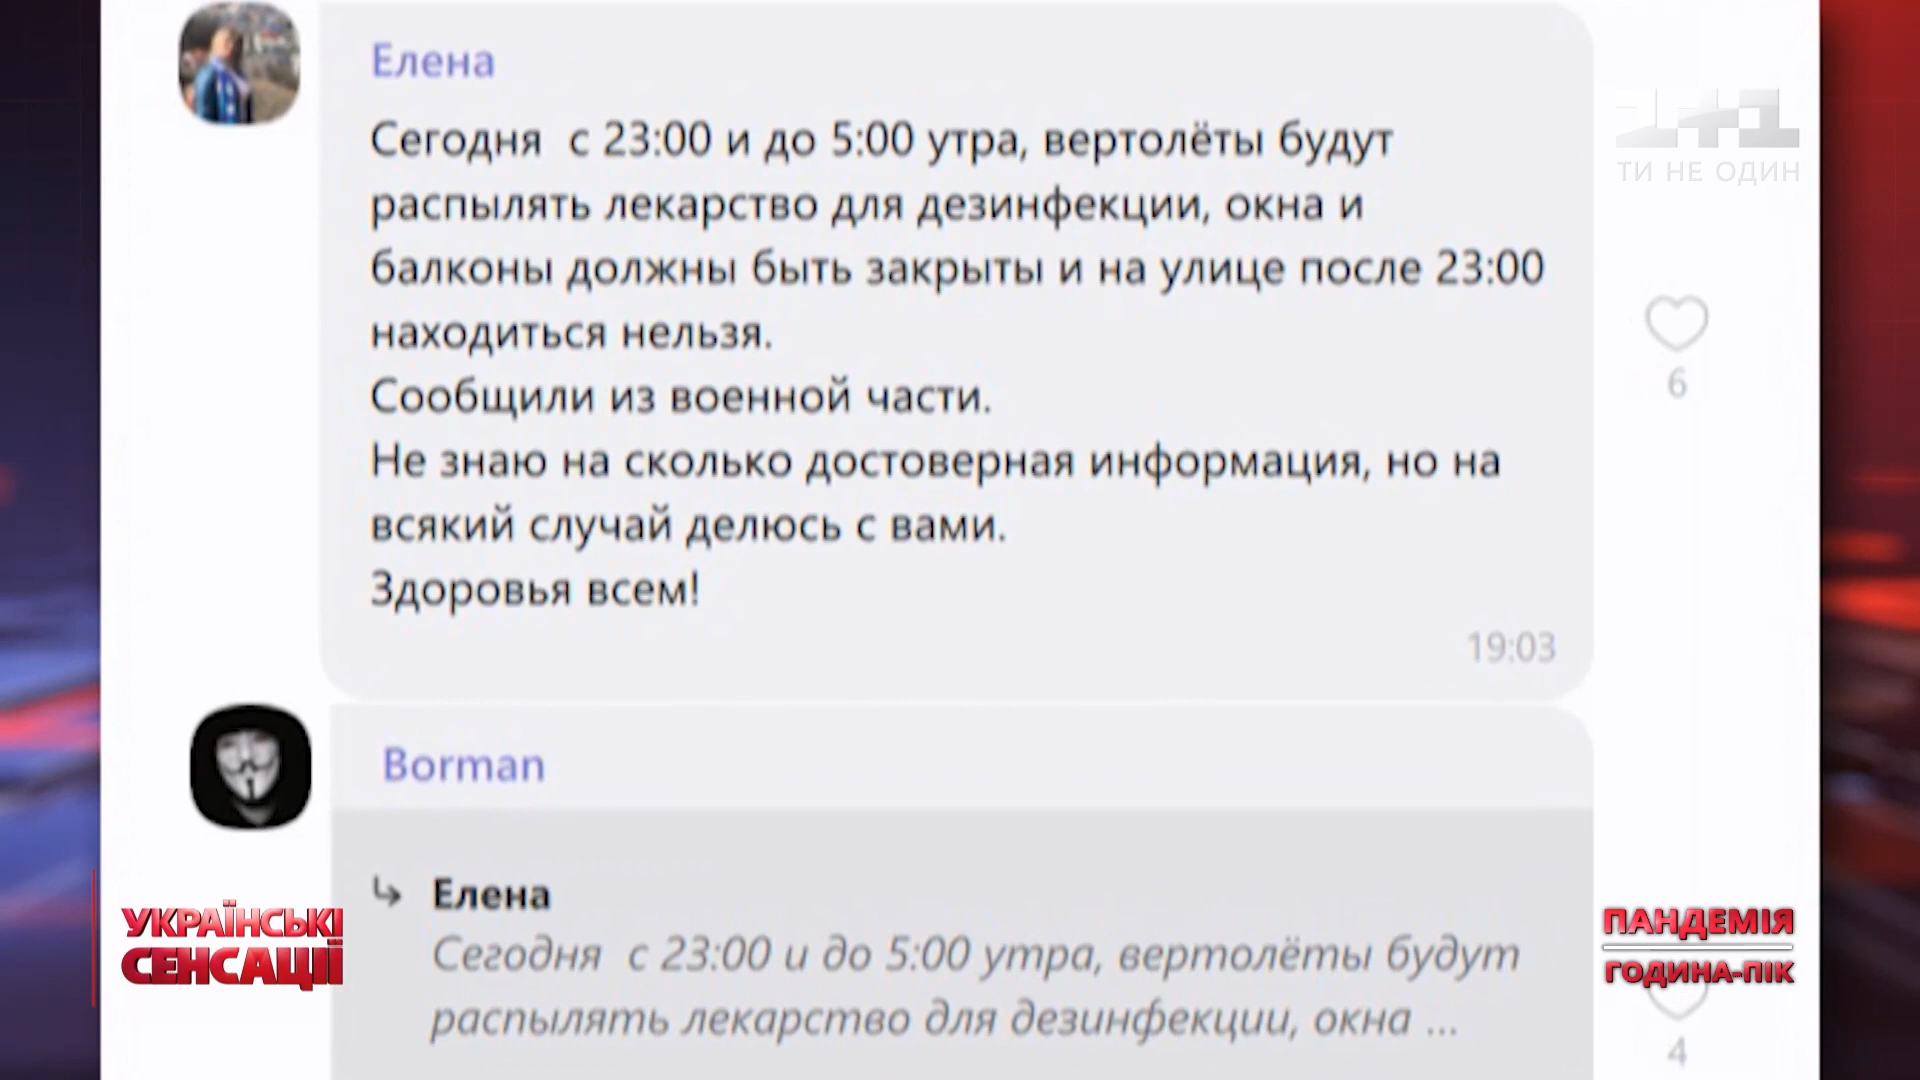 Елена
Сегодня с 23:00 и до 5:00 утра, вертолёты будут
распылять лекарство для дезинфекции, окна и
балконы должны быть закрыты и на улице после 23:00
находиться нельзя.
Сообщили из военной части.
Не знаю на сколько достоверная информация, но на
всякий случай делюсь с вами.
Здоровья всем!
19:03
6
1+1
ТИ НЕ ОДИН
Borman
Елена
Сегодня с 23:00 и до 5:00 утра, вертолёты будут
распылять лекарство для дезинфекции, окна ...
4
УКРАЇНСЬКІ
СЕНСАЦІЇ
ПАНДЕМІЯ
ГОДИНА-ПІК